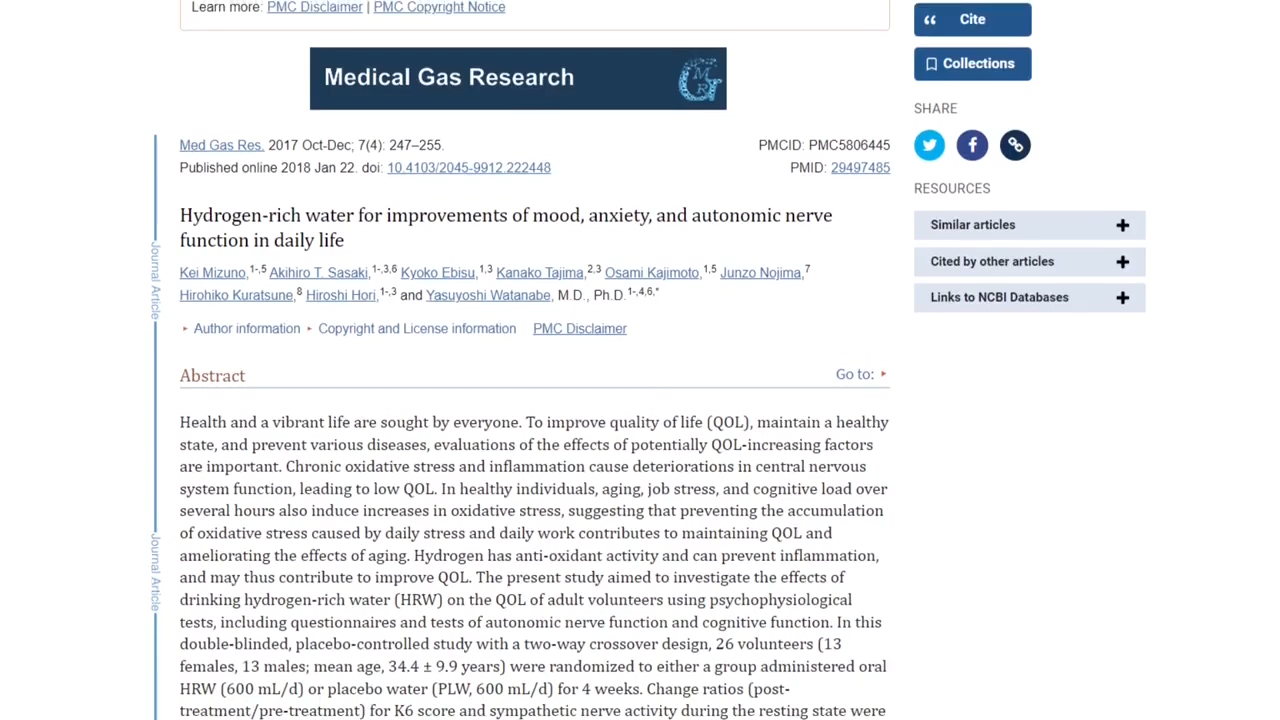 Learn more: PMC Disclaimer | PMC Copyright Notice
Cite
Collections
Medical Gas Research
MGR
SHARE
Med Gas Res. 2017 Oct-Dec; 7(4): 247–255.
PMCID: PMC5806445
Published online 2018 Jan 22. doi: 10.4103/2045-9912.222448
PMID: 29497485
RESOURCES
Similar articles
Cited by other articles
Links to NCBI Databases
Hydrogen-rich water for improvements of mood, anxiety, and autonomic nerve
function in daily life
Kei Mizuno,1-,5 Akihiro T. Sasaki,1-,3,6 Kyoko Ebisu,1,3 Kanako Tajima,2,3 Osami Kajimoto,1,5 Junzo Nojima,7
Hirohiko Kuratsune,8 Hiroshi Hori,1-,3 and Yasuyoshi Watanabe, M.D., Ph.D.1-,4,6,*
Author information Copyright and License information PMC Disclaimer
Journal Article
Journal Article
Abstract
Go to:
Health and a vibrant life are sought by everyone. To improve quality of life (QOL), maintain a healthy
state, and prevent various diseases, evaluations of the effects of potentially QOL-increasing factors
are important. Chronic oxidative stress and inflammation cause deteriorations in central nervous
system function, leading to low QOL. In healthy individuals, aging, job stress, and cognitive load over
several hours also induce increases in oxidative stress, suggesting that preventing the accumulation
of oxidative stress caused by daily stress and daily work contributes to maintaining QOL and
ameliorating the effects of aging. Hydrogen has anti-oxidant activity and can prevent inflammation,
and may thus contribute to improve QOL. The present study aimed to investigate the effects of
drinking hydrogen-rich water (HRW) on the QOL of adult volunteers using psychophysiological
tests, including questionnaires and tests of autonomic nerve function and cognitive function. In this
double-blinded, placebo-controlled study with a two-way crossover design, 26 volunteers (13
females, 13 males; mean age, 34.4 ± 9.9 years) were randomized to either a group administered oral
HRW (600 mL/d) or placebo water (PLW, 600 mL/d) for 4 weeks. Change ratios (post-
treatment/pre-treatment) for K6 score and sympathetic nerve activity during the resting state were